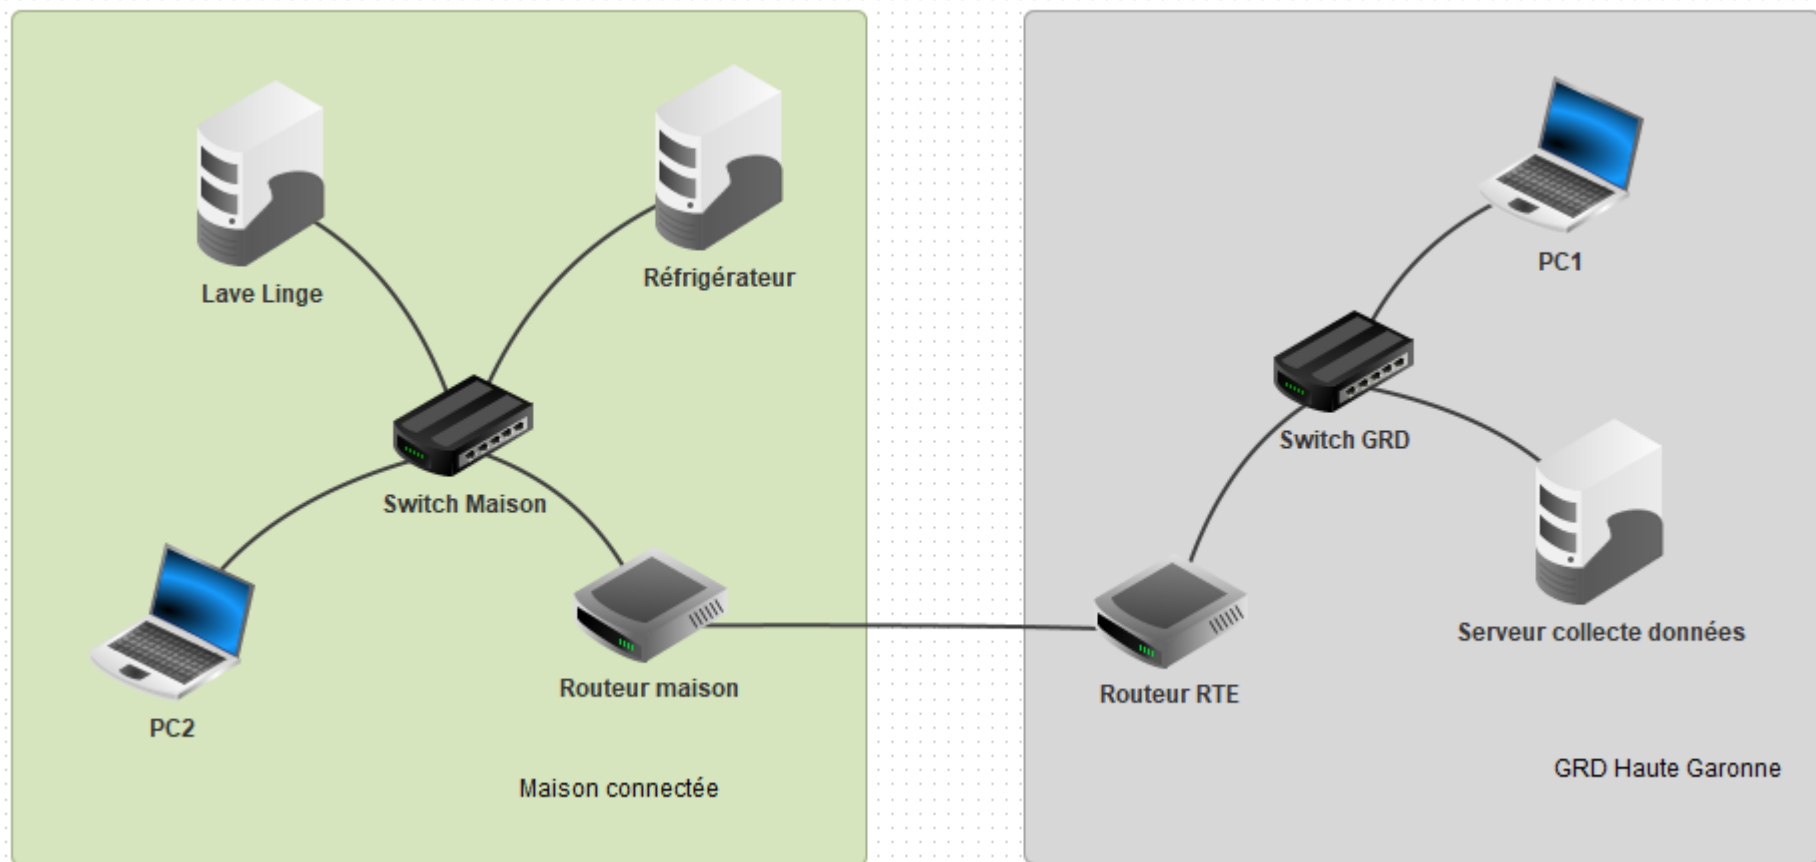 Lave Linge
Réfrigérateur
Switch Maison
PC2
Routeur maison
Maison connectée
PC1
Switch GRD
Serveur collecte données
Routeur RTE
GRD Haute Garonne